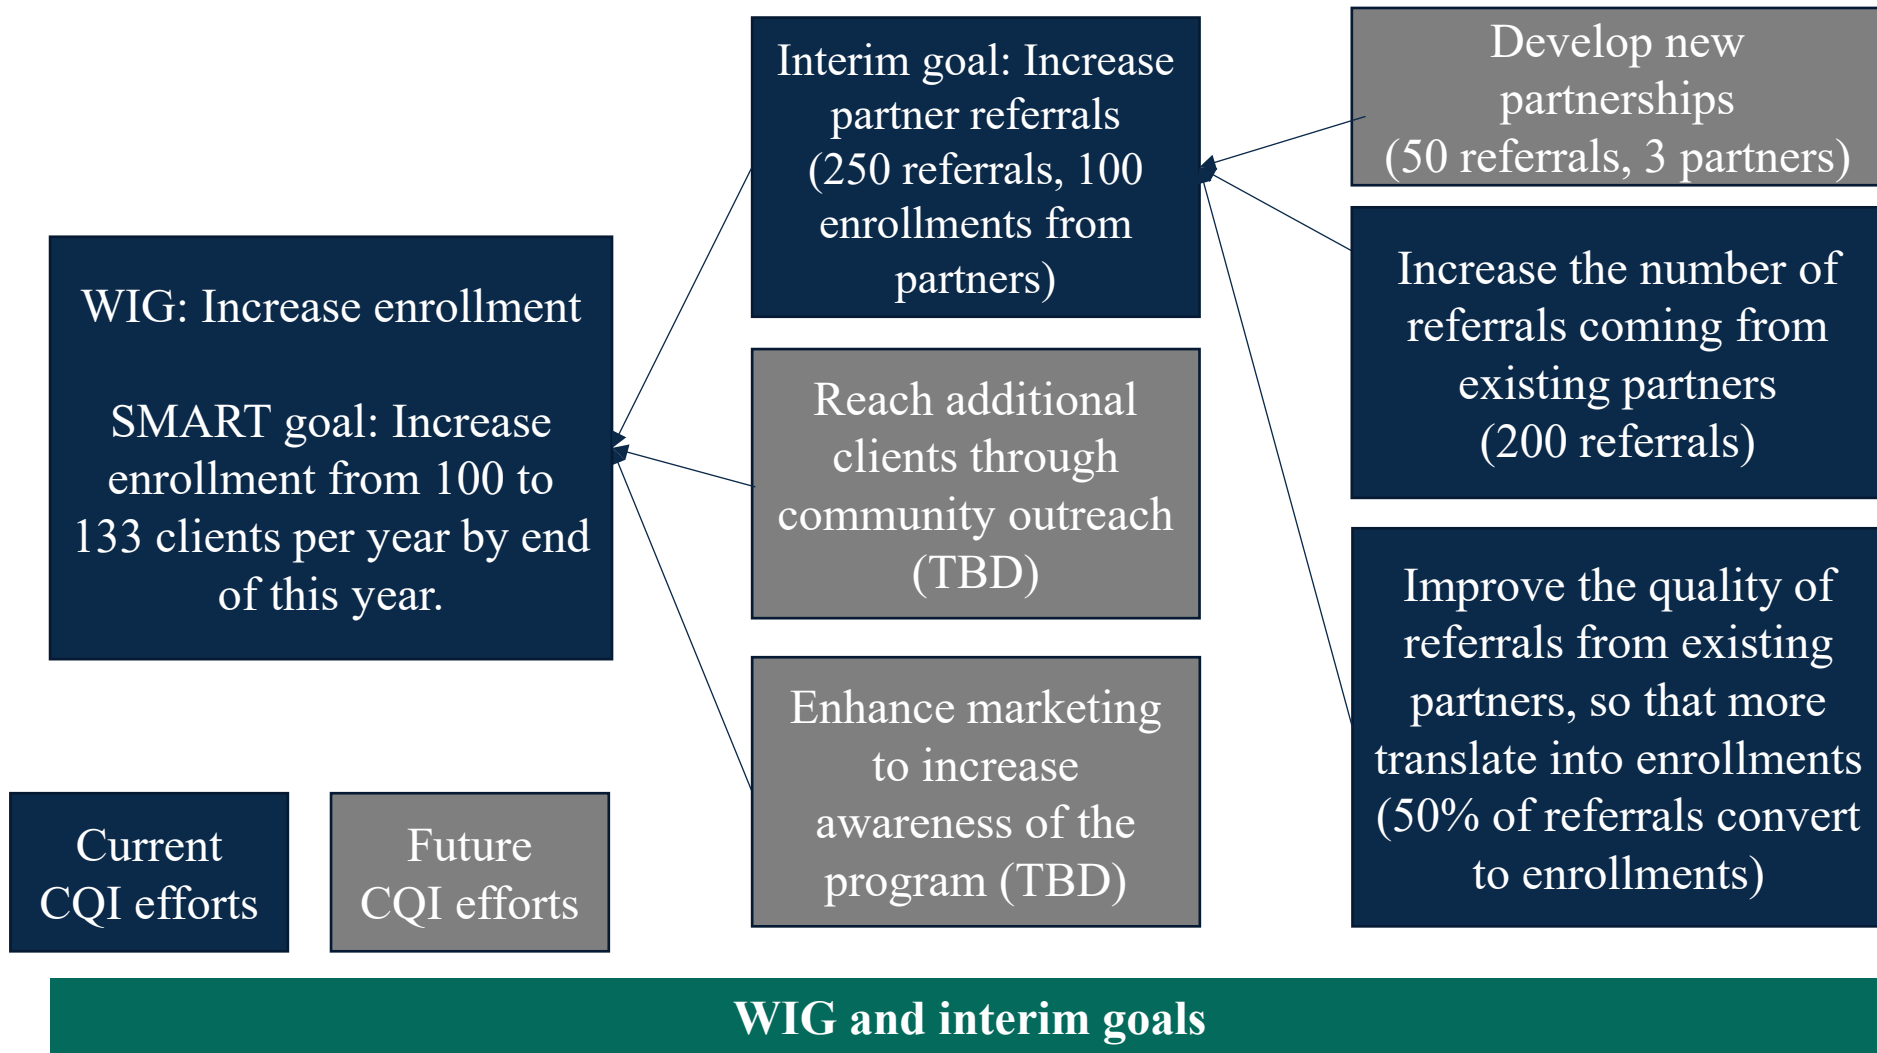 WIG: Increase enrollment
SMART goal: Increase
enrollment from 100 to
133 clients per year by end
of this year.
Interim goal: Increase
partner referrals
(250 referrals, 100
enrollments from
partners)
Reach additional
clients through
community outreach
(TBD)
Enhance marketing
to increase
awareness of the
program (TBD)
Develop new
partnerships
(50 referrals, 3 partners)
Increase the number of
referrals coming from
existing partners
(200 referrals)
Improve the quality of
referrals from existing
partners, so that more
translate into enrollments
(50% of referrals convert
to enrollments)
Current
CQI efforts
Future
CQI efforts
WIG and interim goals